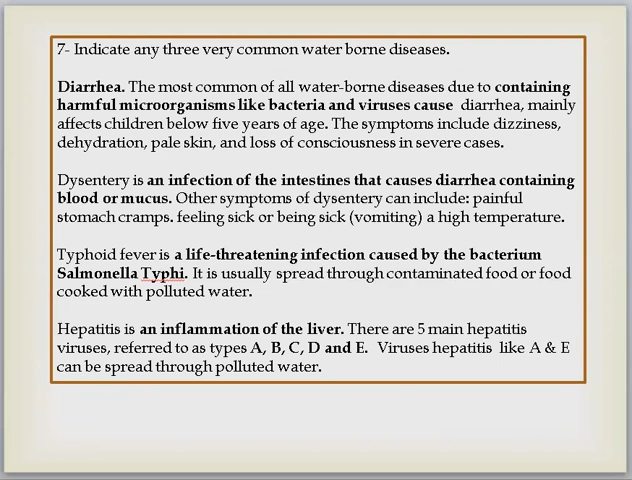 7- Indicate any three very common water borne diseases.
Diarrhea. The most common of all water-borne diseases due to containing
harmful microorganisms like bacteria and viruses cause diarrhea, mainly
affects children below five years of age. The symptoms include dizziness,
dehydration, pale skin, and loss of consciousness in severe cases.
Dysentery is an infection of the intestines that causes diarrhea containing
blood or mucus. Other symptoms of dysentery can include: painful
stomach cramps. feeling sick or being sick (vomiting) a high temperature.
Typhoid fever is a life-threatening infection caused by the bacterium
Salmonella Typhi. It is usually spread through contaminated food or food
cooked with polluted water.
Hepatitis is an inflammation of the liver. There are 5 main hepatitis
viruses, referred to as types A, B, C, D and E. Viruses hepatitis like A & E
can be spread through polluted water.